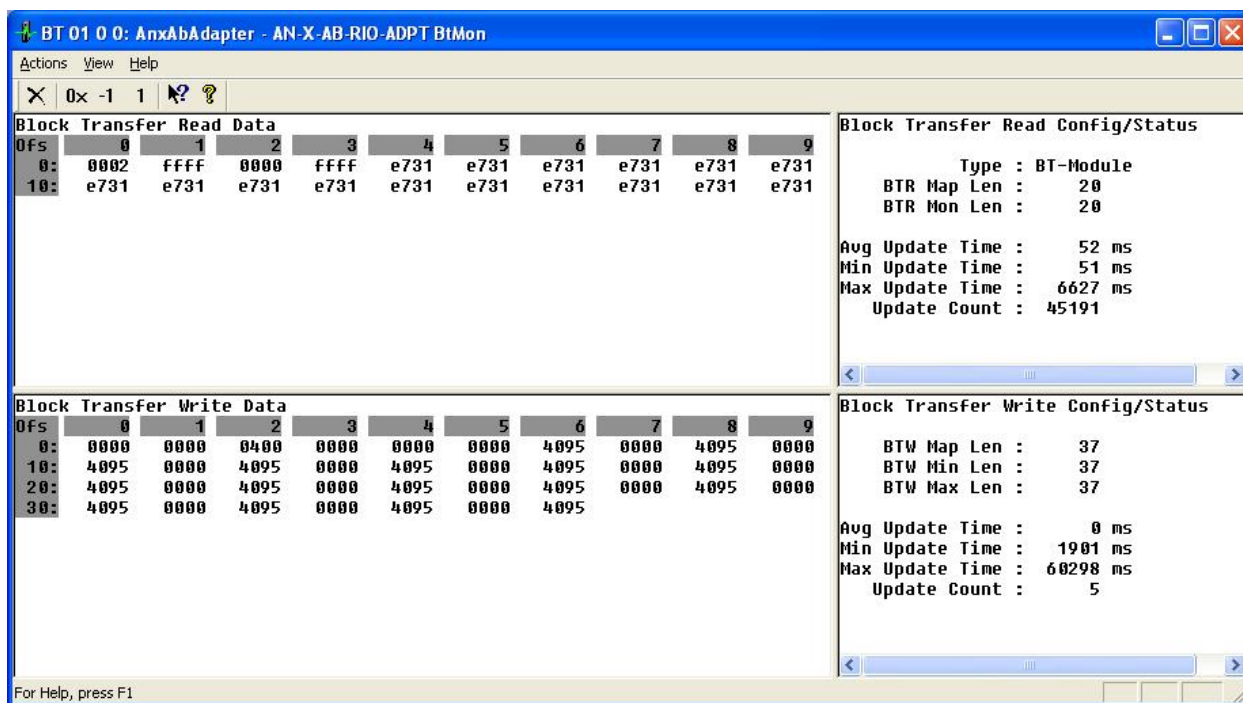 BT 01 0 0: AnxAbAdapter - AN-X-AB-RIO-ADPT BtMon
Actions View Help
0x -1 1
Block Transfer Read Data
Ofs 0 1 2 3 4 5 6 7 8 9
0: 0002 ffff 0000 ffff e731 e731 e731 e731 e731 e731
10: e731 e731 e731 e731 e731 e731 e731 e731 e731 e731
Block Transfer Read Config/Status
Type : BT-Module
BTR Map Len : 20
BTR Mon Len : 20
Avg Update Time : 52 ms
Min Update Time : 51 ms
Max Update Time : 6627 ms
Update Count : 45191
Block Transfer Write Data
Ofs 0 1 2 3 4 5 6 7 8 9
0: 0000 0000 0400 0000 0000 0000 4095 0000 4095 0000
10: 4095 0000 4095 0000 4095 0000 4095 0000 4095 0000
20: 4095 0000 4095 0000 4095 0000 4095 0000 4095 0000
30: 4095 0000 4095 0000 4095 0000 4095
Block Transfer Write Config/Status
BTW Map Len : 37
BTW Min Len : 37
BTW Max Len : 37
Avg Update Time : 0 ms
Min Update Time : 1901 ms
Max Update Time : 60298 ms
Update Count : 5
For Help, press F1